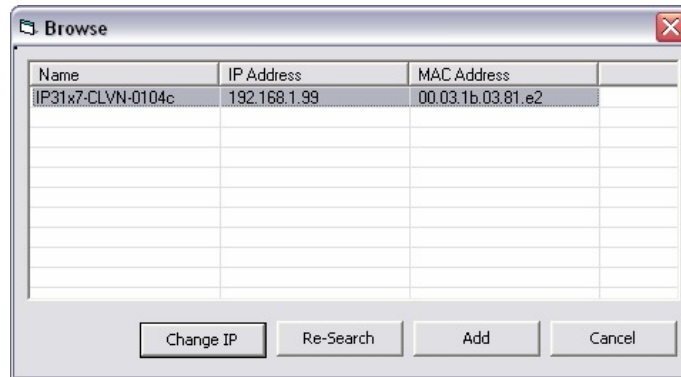 Browse
Name IP Address MAC Address
IP31x7-CLVN-0104c 192.168.1.99 00.03.1b.03.81.e2
Change IP Re-Search Add Cancel